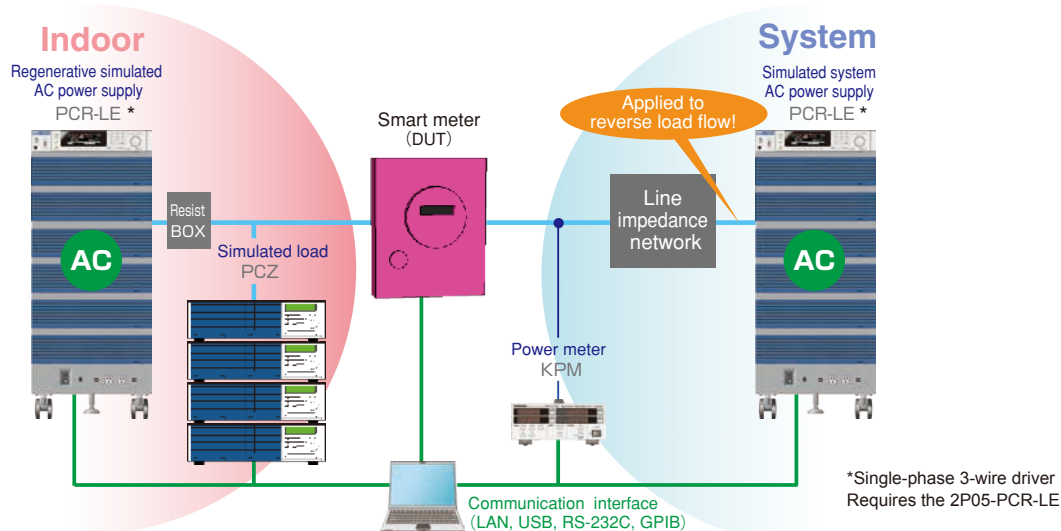 Indoor
Regenerative simulated
AC power supply
PCR-LE *
AC
Resist
BOX
Simulated load
PCZ
Smart meter
(DUT)
System
Simulated system
AC power supply
PCR-LE *
Applied to
reverse load flow!
Line
impedance
network
AC
Power meter
KPM
Communication interface
(LAN, USB, RS-232C, GPIB)
*Single-phase 3-wire driver
Requires the 2P05-PCR-LE